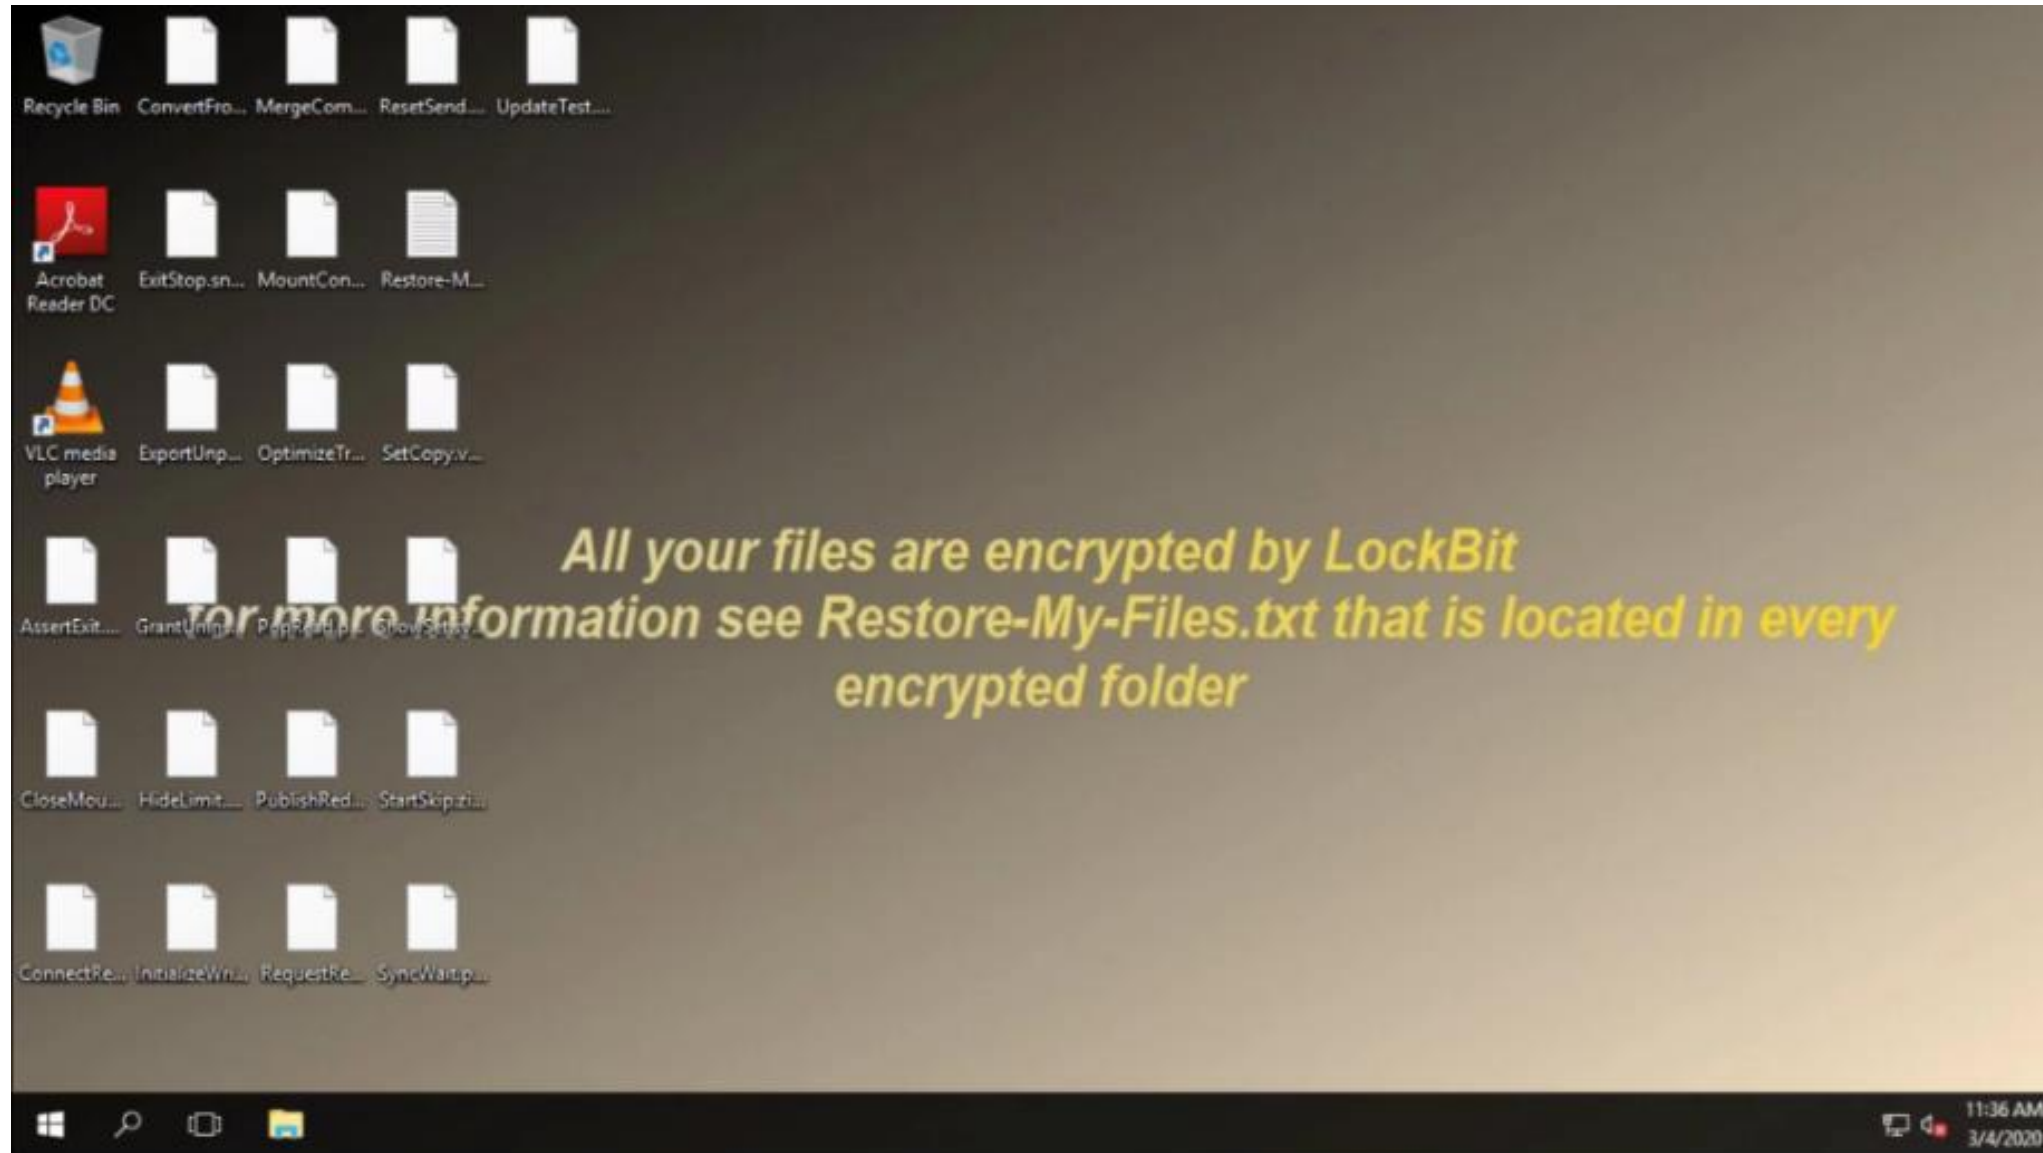 Recycle Bin
ConvertFro...
MergeCom...
ResetSend....
UpdateTest....
Acrobat
Reader DC
ExitStop.sn...
MountCon...
Restore-M...
VLC media
player
ExportUnp...
OptimizeTr...
SetCopy.v...
All your files are encrypted by LockBit
for more information see Restore-My-Files.txt that is located in every
encrypted folder
AssertExit....
CloseMou...
HideLimit....
PublishRed...
StartSkip.zi...
ConnectRe...
InitializeWri...
RequestRe...
SyncWait.p...
11:36 AM
3/4/2020